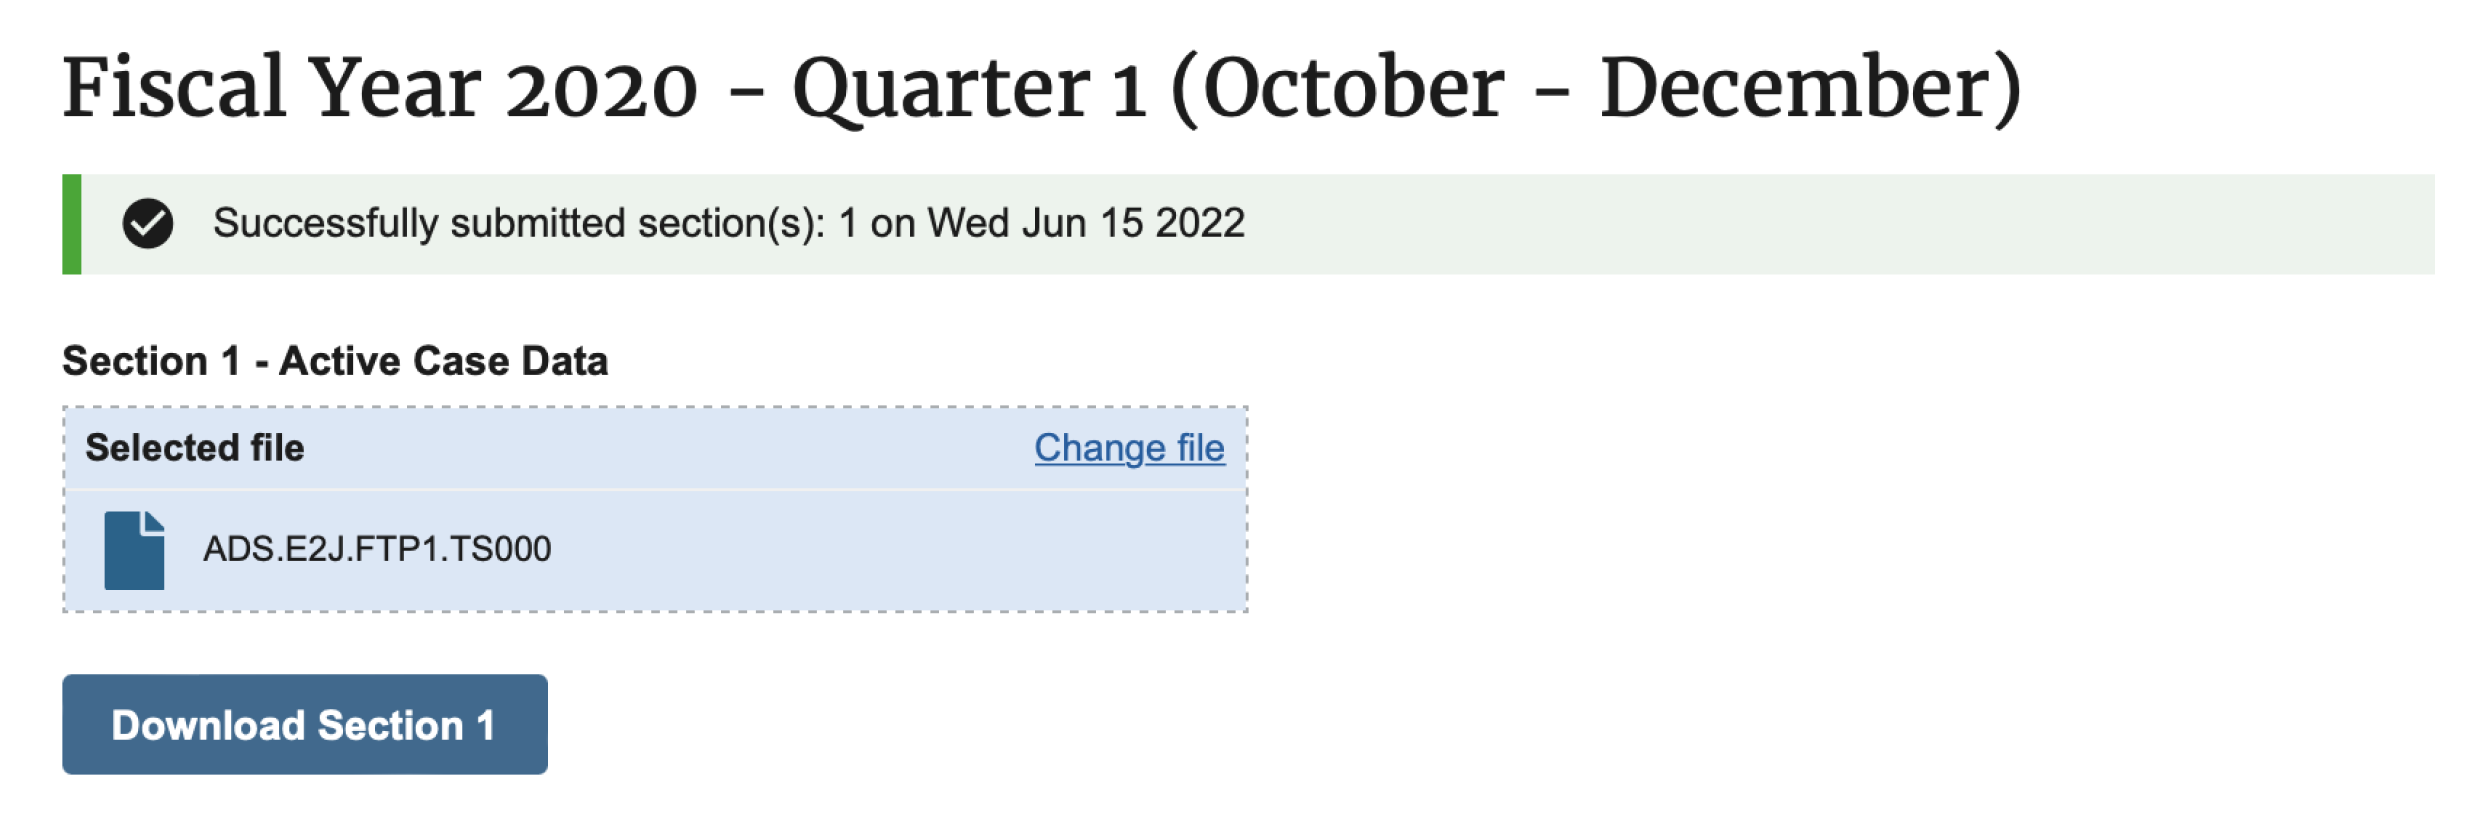 Fiscal Year 2020 - Quarter 1 (October - December)
Successfully submitted section(s): 1 on Wed Jun 15 2022
Section 1 - Active Case Data
Selected file
Change file
ADS.E2J.FTP1.TS000
Download Section 1